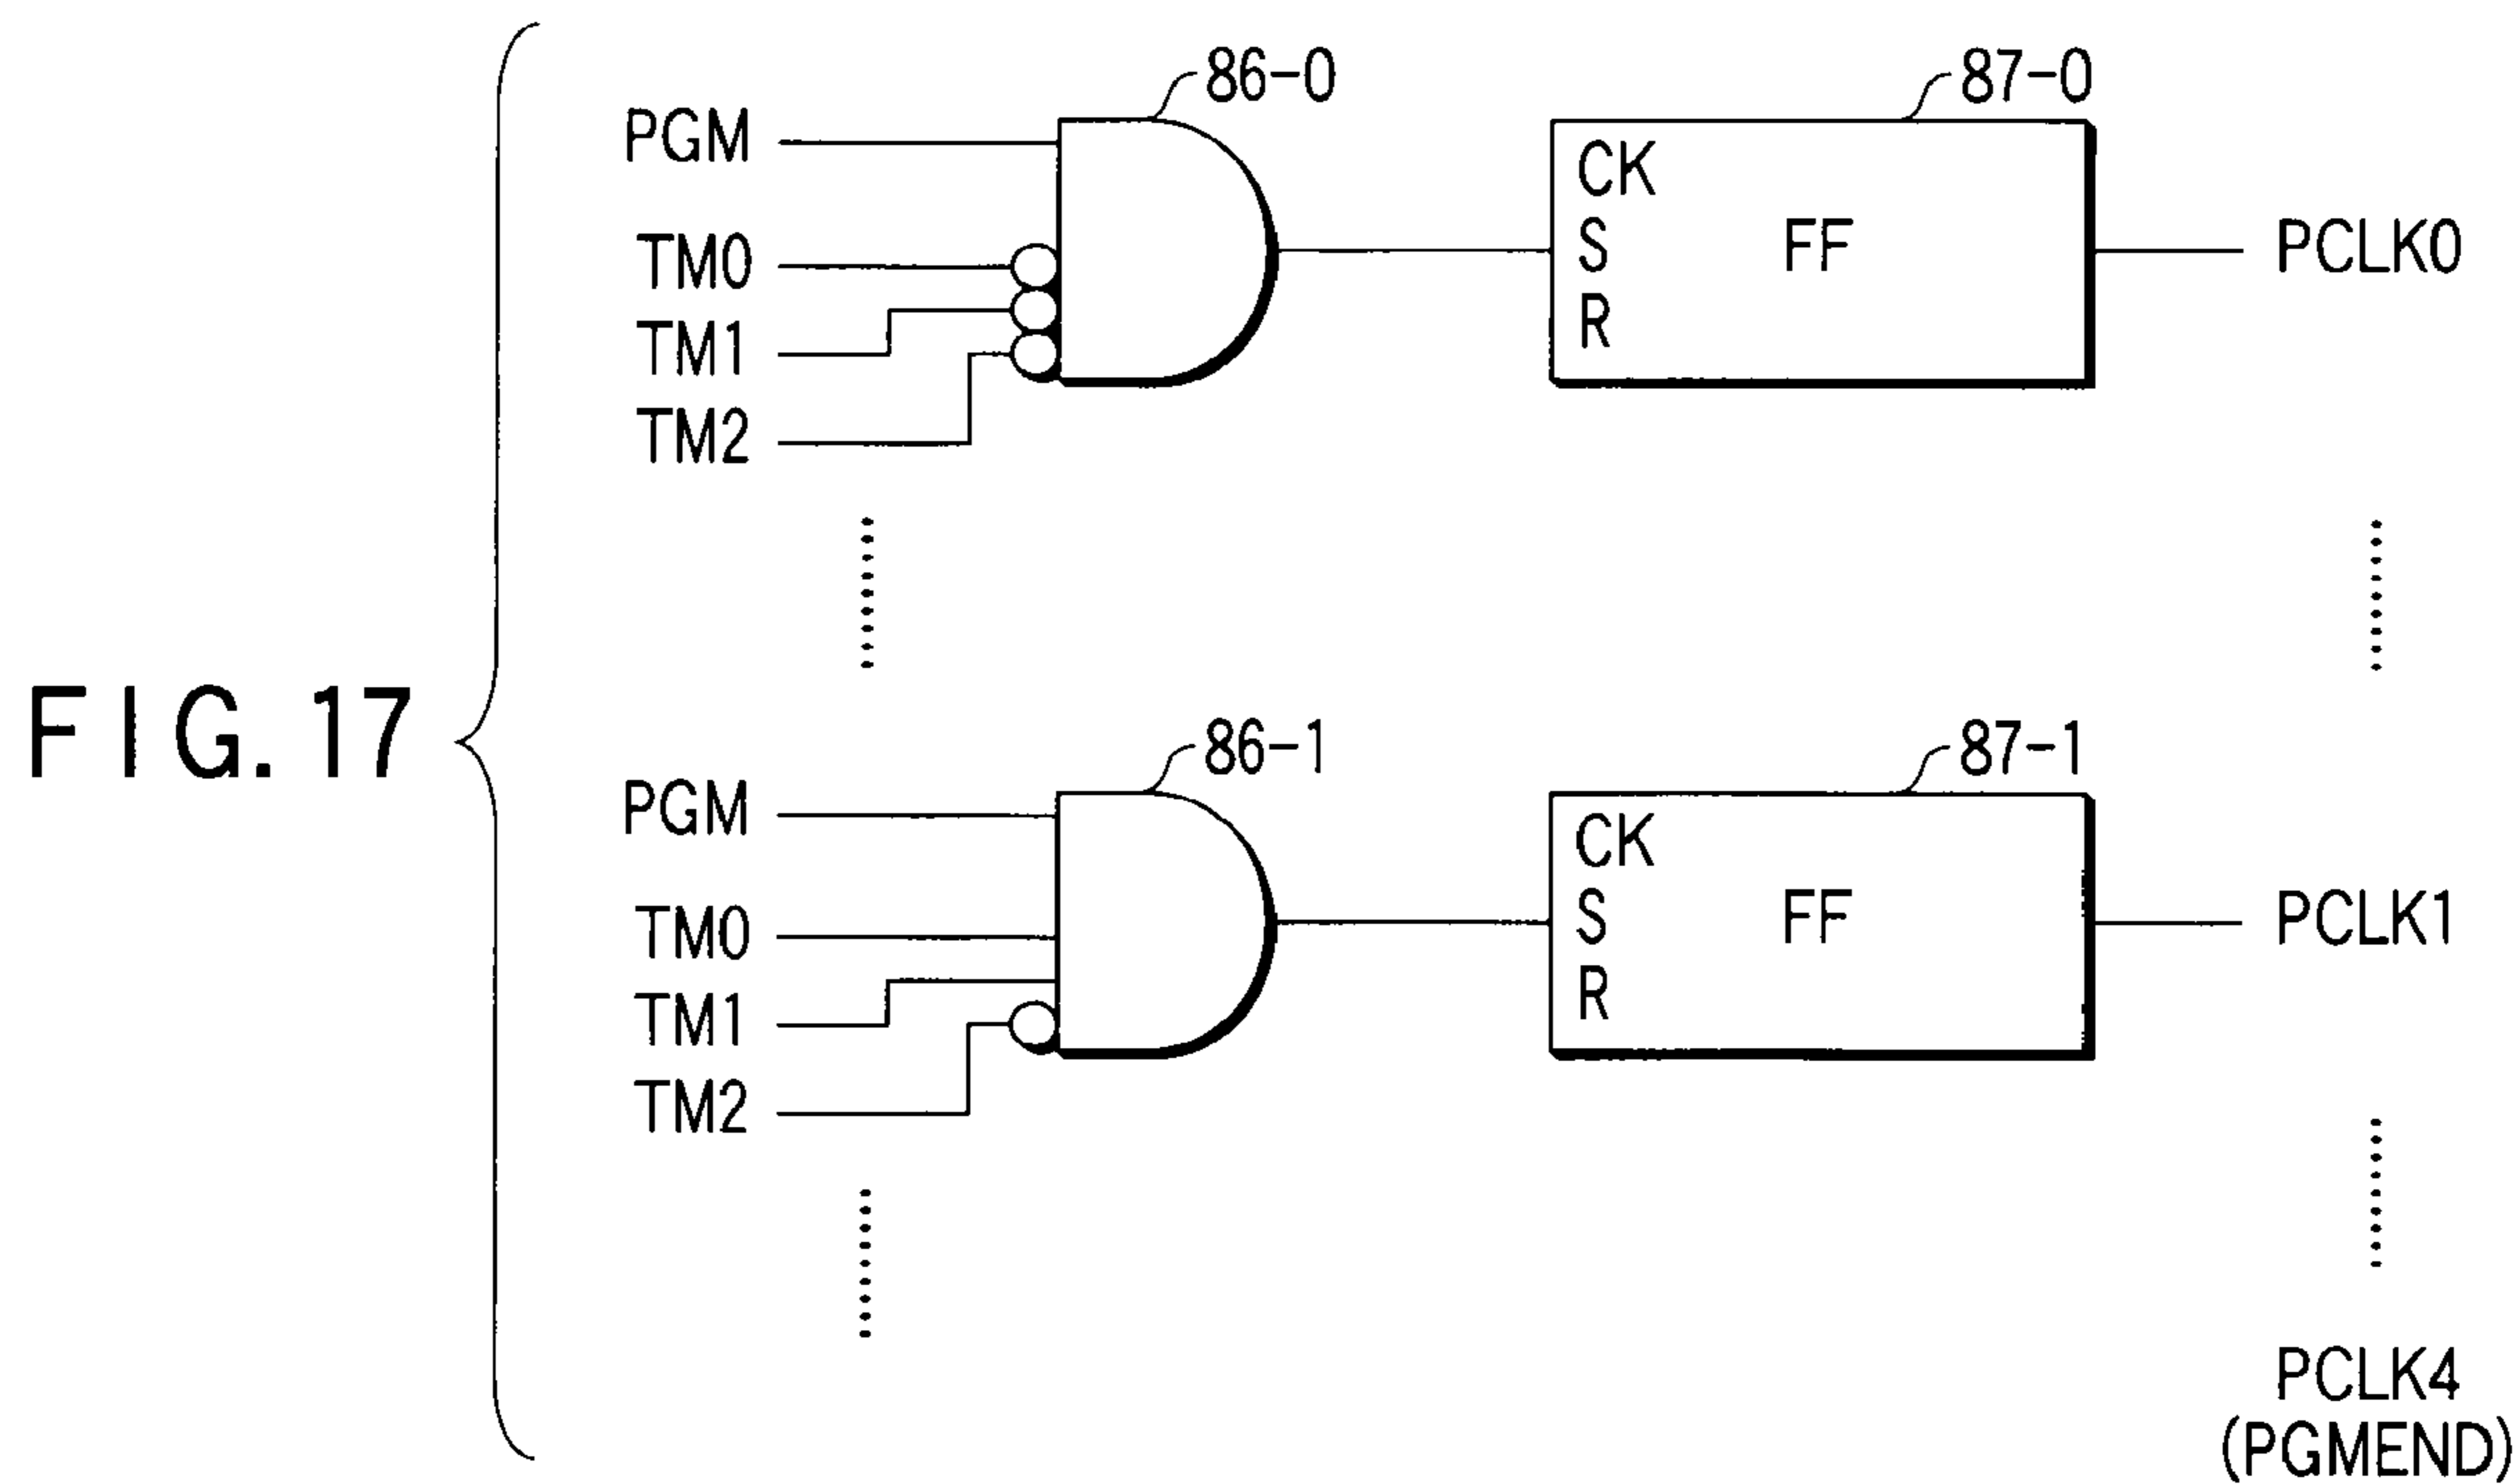 FIG. 17
86-0
87-0
PGM
TM0
TM1
TM2
CK
S
R
FF
PCLK0
86-1
87-1
PGM
TM0
TM1
TM2
CK
S
R
FF
PCLK1
PCLK4
(PGMEND)